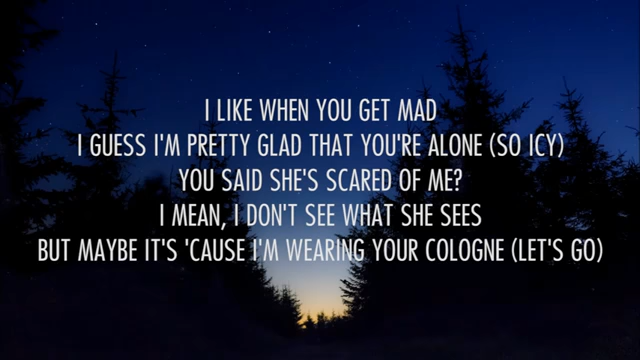 I LIKE WHEN YOU GET MAD
I GUESS I'M PRETTY GLAD THAT YOU'RE ALONE (SO ICY)
YOU SAID SHE'S SCARED OF ME?
I MEAN, I DON'T SEE WHAT SHE SEES
BUT MAYBE IT'S 'CAUSE I'M WEARING YOUR COLOGNE (LET'S GO)